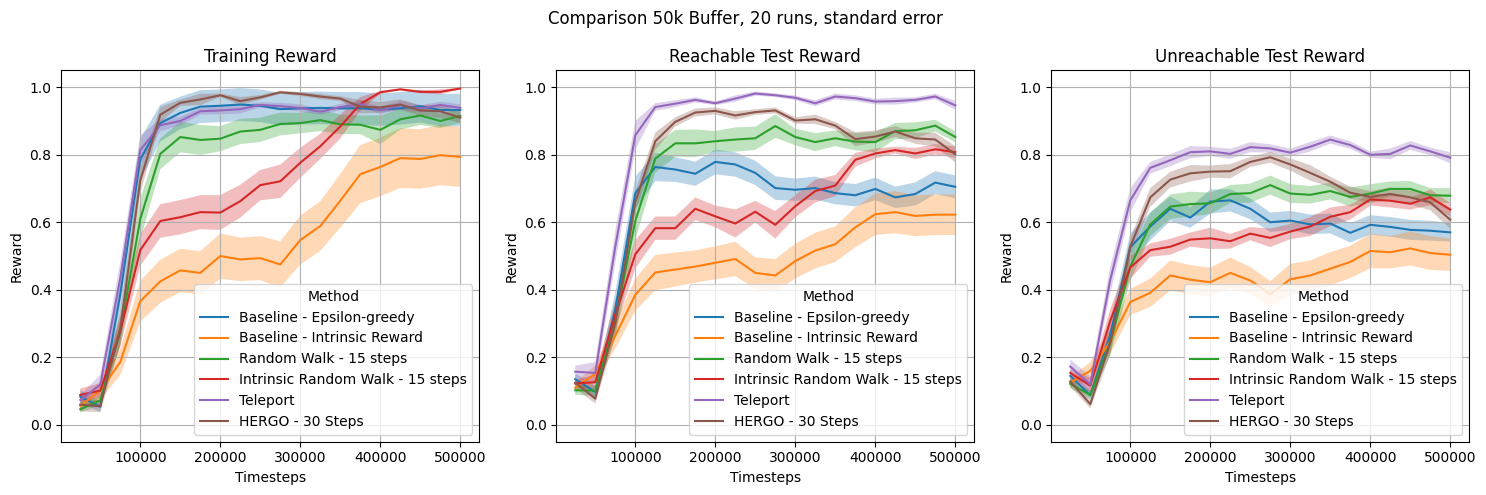 Comparison 50k Buffer, 20 runs, standard error
Training Reward
Reward
1.0
0.8
0.6
0.4
0.2
0.0
100000 200000 300000 400000 500000
Timesteps
Method
Baseline - Epsilon-greedy
Baseline - Intrinsic Reward
Random Walk - 15 steps
Intrinsic Random Walk - 15 steps
Teleport
HERGO - 30 Steps
Reachable Test Reward
Reward
1.0
0.8
0.6
0.4
0.2
0.0
100000 200000 300000 400000 500000
Timesteps
Method
Baseline - Epsilon-greedy
Baseline - Intrinsic Reward
Random Walk - 15 steps
Intrinsic Random Walk - 15 steps
Teleport
HERGO - 30 Steps
Unreachable Test Reward
Reward
1.0
0.8
0.6
0.4
0.2
0.0
100000 200000 300000 400000 500000
Timesteps
Method
Baseline - Epsilon-greedy
Baseline - Intrinsic Reward
Random Walk - 15 steps
Intrinsic Random Walk - 15 steps
Teleport
HERGO - 30 Steps